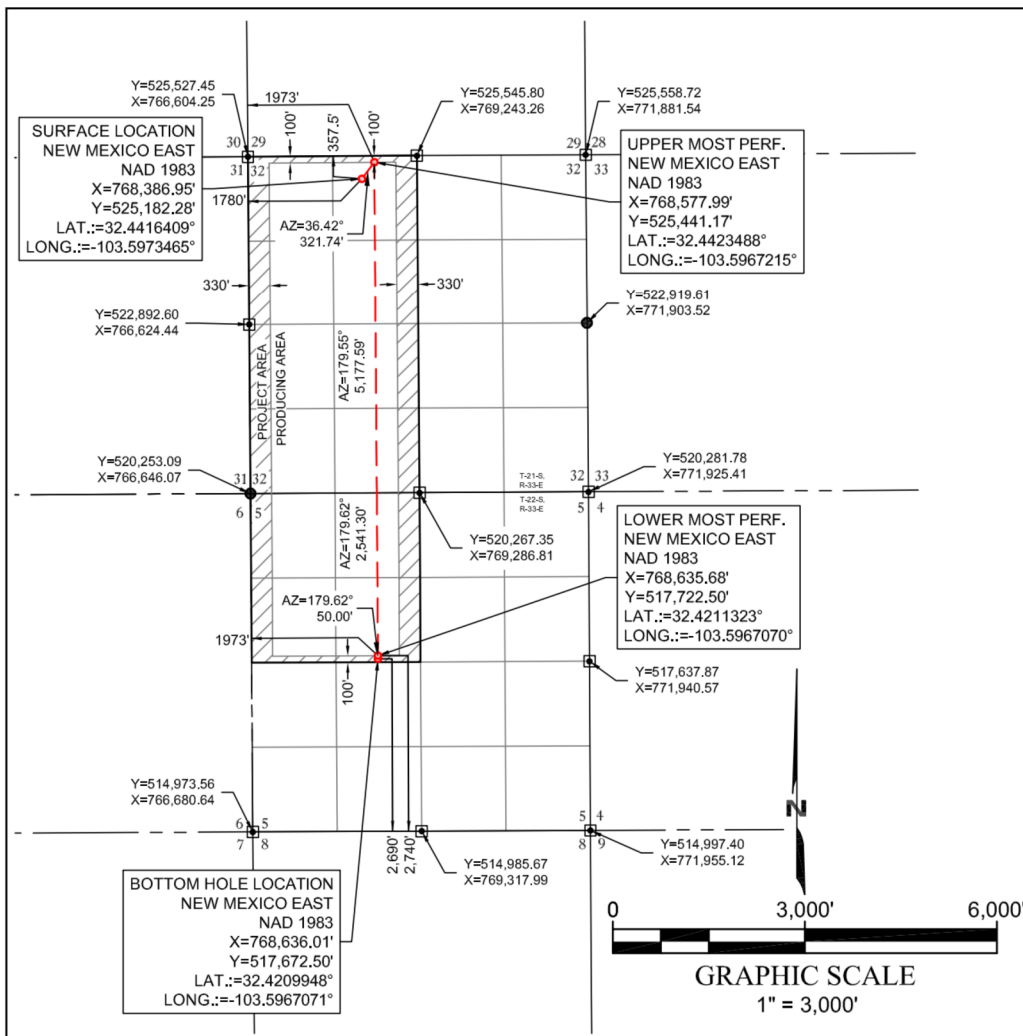 Y=525,527.45
X=766,604.25
1973'
100'
357.5'
100'
Y=525,545.80
X=769,243.26
Y=525,558.72
X=771,881.54
30 29
31 32
29 28
32 33
SURFACE LOCATION
NEW MEXICO EAST
NAD 1983
X=768,386.95'
Y=525,182.28'
LAT.:=32.4416409°
LONG.:=-103.5973465°
1780'
AZ=36.42°
321.74'
UPPER MOST PERF.
NEW MEXICO EAST
NAD 1983
X=768,577.99'
Y=525,441.17'
LAT.:=32.4423488°
LONG.:=-103.5967215°
330'
330'
Y=522,892.60
X=766,624.44
Y=522,919.61
X=771,903.52
PROJECT AREA
PRODUCING AREA
AZ=179.55°
5,177.59'
Y=520,253.09
X=766,646.07
31 32
6 5
T-21-S,
R-33-E
T-22-S,
R-33-E
32 33
5 4
Y=520,281.78
X=771,925.41
AZ=179.62°
2,541.30'
Y=520,267.35
X=769,286.81
LOWER MOST PERF.
NEW MEXICO EAST
NAD 1983
X=768,635.68'
Y=517,722.50'
LAT.:=32.4211323°
LONG.:=-103.5967070°
AZ=179.62°
50.00'
1973'
100'
Y=517,637.87
X=771,940.57
Y=514,973.56
X=766,680.64
6 5
7 8
2,690'
2,740'
5 4
8 9
Y=514,985.67
X=769,317.99
Y=514,997.40
X=771,955.12
BOTTOM HOLE LOCATION
NEW MEXICO EAST
NAD 1983
X=768,636.01'
Y=517,672.50'
LAT.:=32.4209948°
LONG.:=-103.5967071°
N
0 3,000' 6,000'
GRAPHIC SCALE
1" = 3,000'